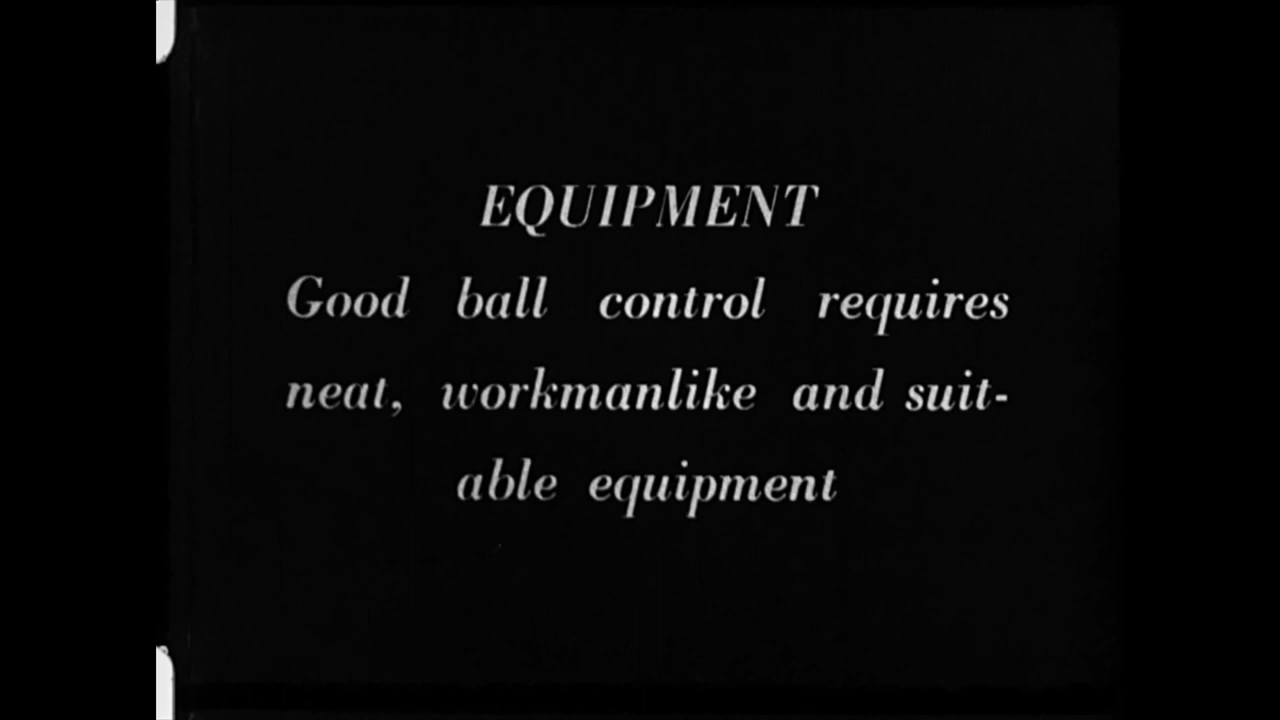 EQUIPMENT
Good ball control requires
neat, workmanlike and suit-
able equipment